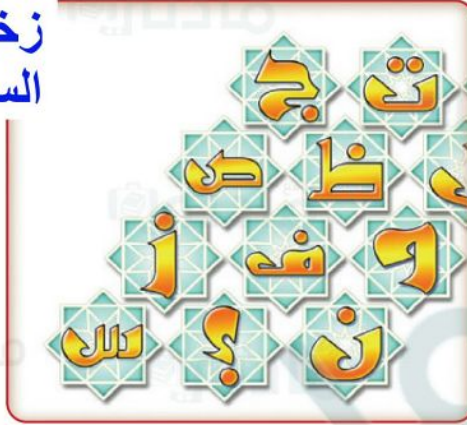 زخ
الس
ت ج
ظ ص
و ف ز
ن ؟ س